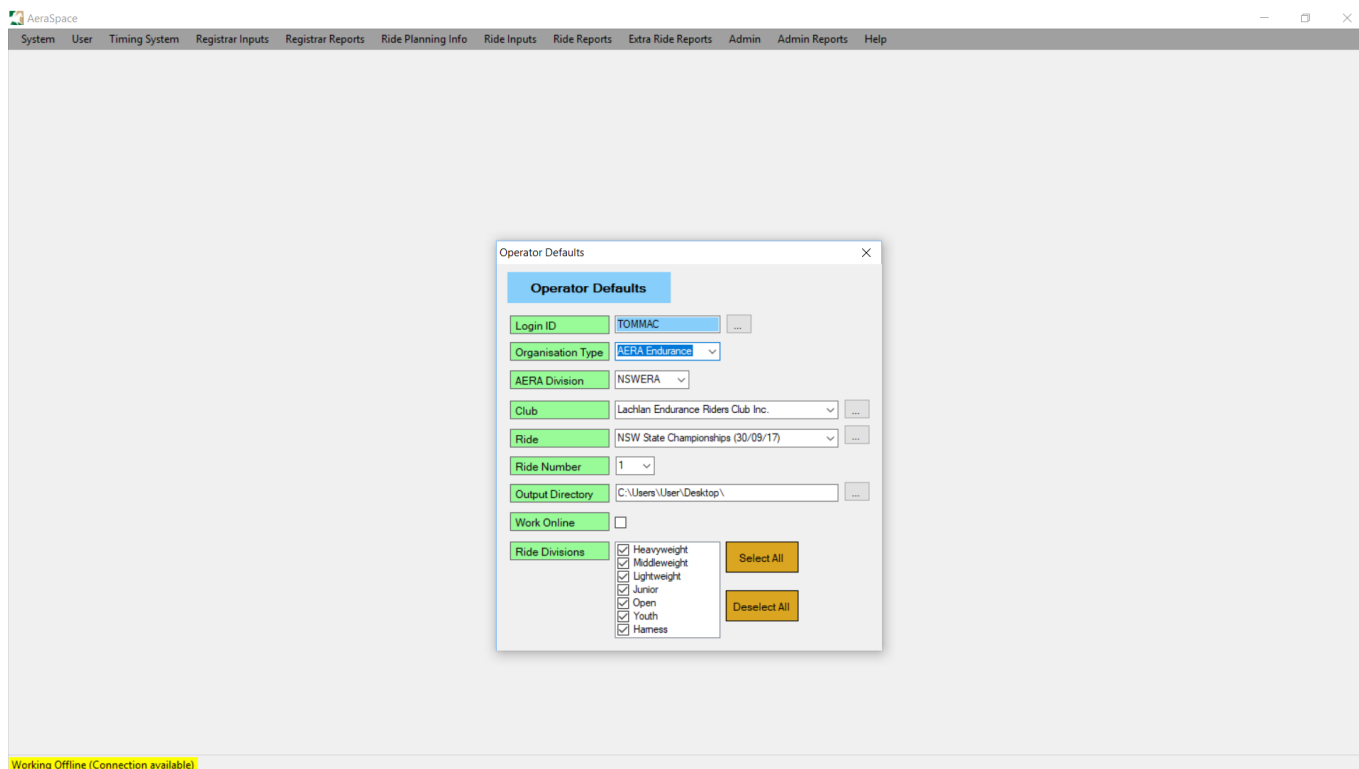 AeraSpace
System User Timing System Registrar Inputs Registrar Reports Ride Planning Info Ride Inputs Ride Reports Extra Ride Reports Admin Admin Reports Help
Operator Defaults
Operator Defaults
Login ID TOMMAC ...
Organisation Type AERA Endurance
AERA Division NSWERA
Club Lachlan Endurance Riders Club Inc. ...
Ride NSW State Championships (30/09/17) ...
Ride Number 1
Output Directory C:\Users\User\Desktop\ ...
Work Online
Ride Divisions Heavyweight
Middleweight
Select All
Lightweight
Junior
Open
Deselect All
Youth
Harness
Working Offline (Connection available)